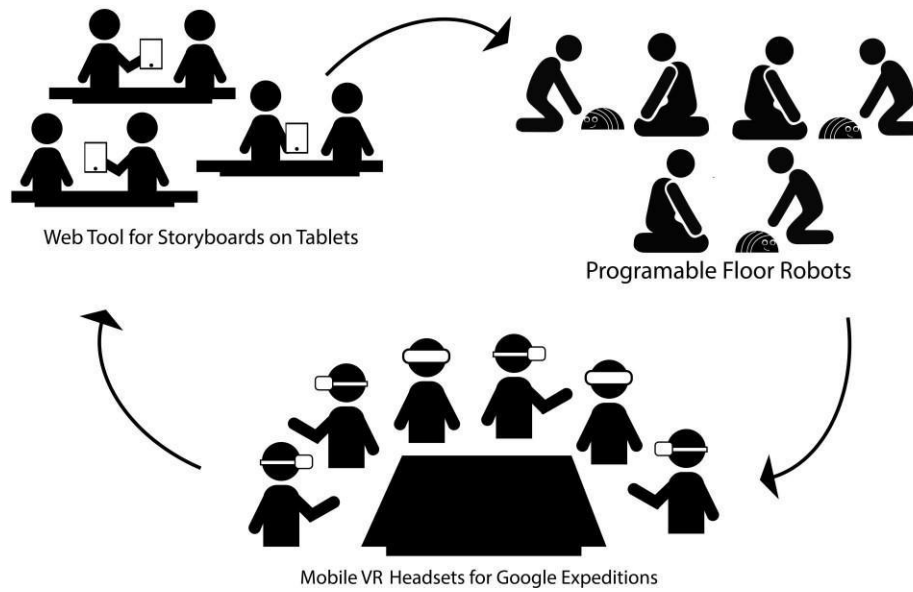 Web Tool for Storyboards on Tablets
Programable Floor Robots
Mobile VR Headsets for Google Expeditions